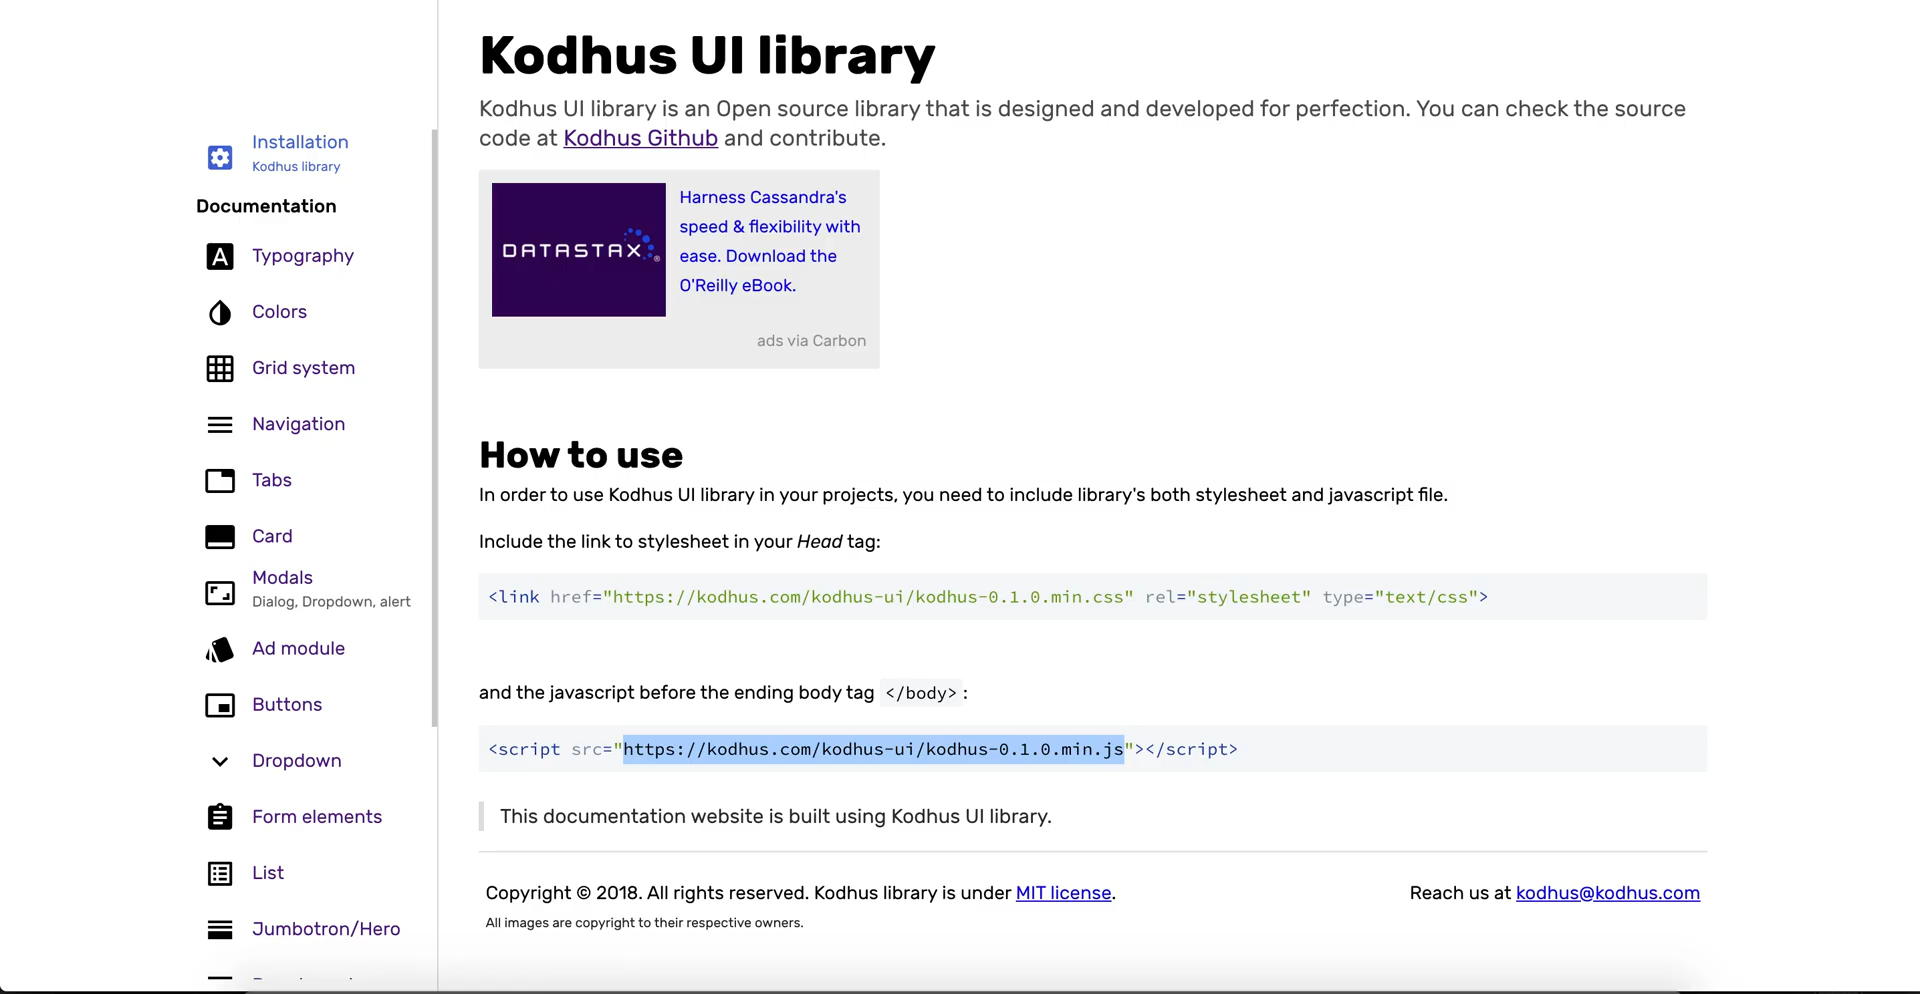 Installation
Kodhus library
Documentation
Typography
Colors
Grid system
Navigation
Tabs
Card
Modals
Dialog, Dropdown, alert
Ad module
Buttons
Dropdown
Form elements
List
Jumbotron/Hero
Kodhus UI library
Kodhus UI library is an Open source library that is designed and developed for perfection. You can check the source
code at Kodhus Github and contribute.
DATASTAX®
Harness Cassandra's
speed & flexibility with
ease. Download the
O'Reilly eBook.
ads via Carbon
How to use
In order to use Kodhus UI library in your projects, you need to include library's both stylesheet and javascript file.
Include the link to stylesheet in your Head tag:
<link href="https://kodhus.com/kodhus-ui/kodhus-0.1.0.min.css" rel="stylesheet" type="text/css">
and the javascript before the ending body tag </body> :
<script src="https://kodhus.com/kodhus-ui/kodhus-0.1.0.min.js"></script>
This documentation website is built using Kodhus UI library.
Copyright © 2018. All rights reserved. Kodhus library is under MIT license.
All images are copyright to their respective owners.
Reach us at kodhus@kodhus.com